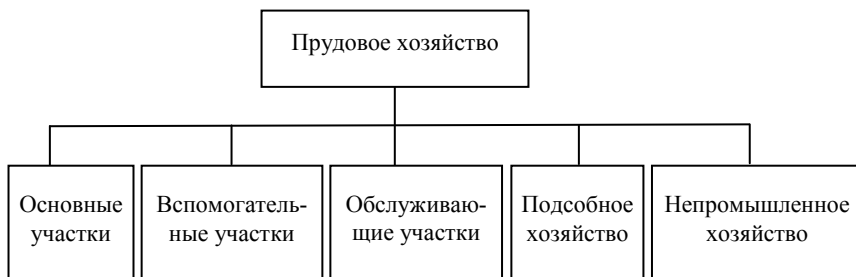 Прудовое хозяйство
Основные
участки
Вспомогатель-
ные участки
Обслуживаю-
щие участки
Подсобное
хозяйство
Непромышленное
хозяйство